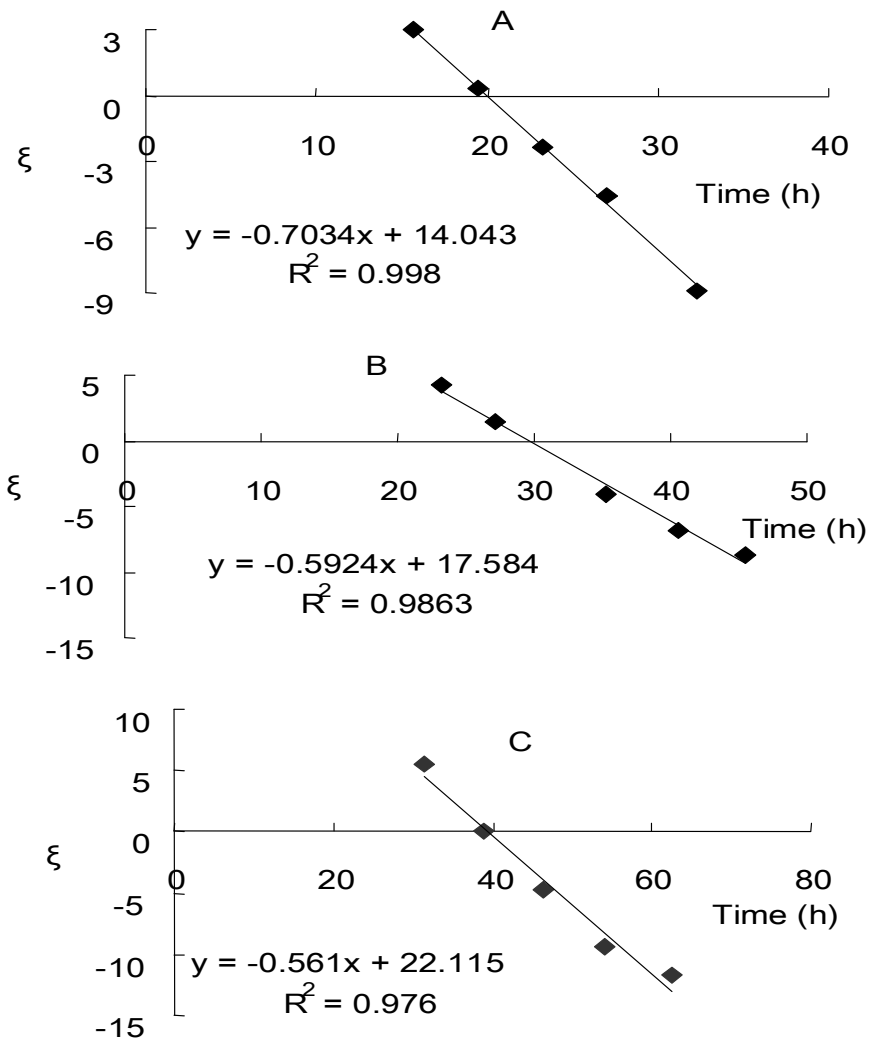 A
3
0
-3
-6
-9
ξ
0 10 20 30 40
Time (h)
y = -0.7034x + 14.043
R² = 0.998
B
5
0
-5
-10
-15
ξ
0 10 20 30 40 50
Time (h)
y = -0.5924x + 17.584
R² = 0.9863
C
10
5
0
-5
-10
-15
ξ
0 20 40 60 80
Time (h)
y = -0.561x + 22.115
R² = 0.976